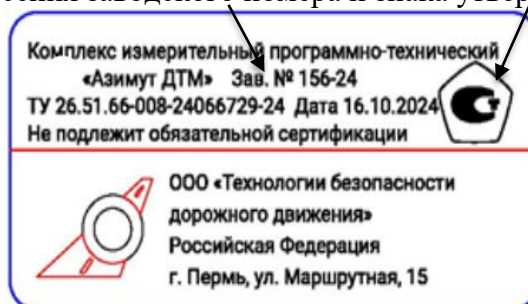 Комплекс измерительный программно-технический
«Азимут ДТМ» Зав. № 156-24
ТУ 26.51.66-008-24066729-24 Дата 16.10.2024
Не подлежит обязательной сертификации
ООО «Технологии безопасности
дорожного движения»
Российская Федерация
г. Пермь, ул. Маршрутная, 15